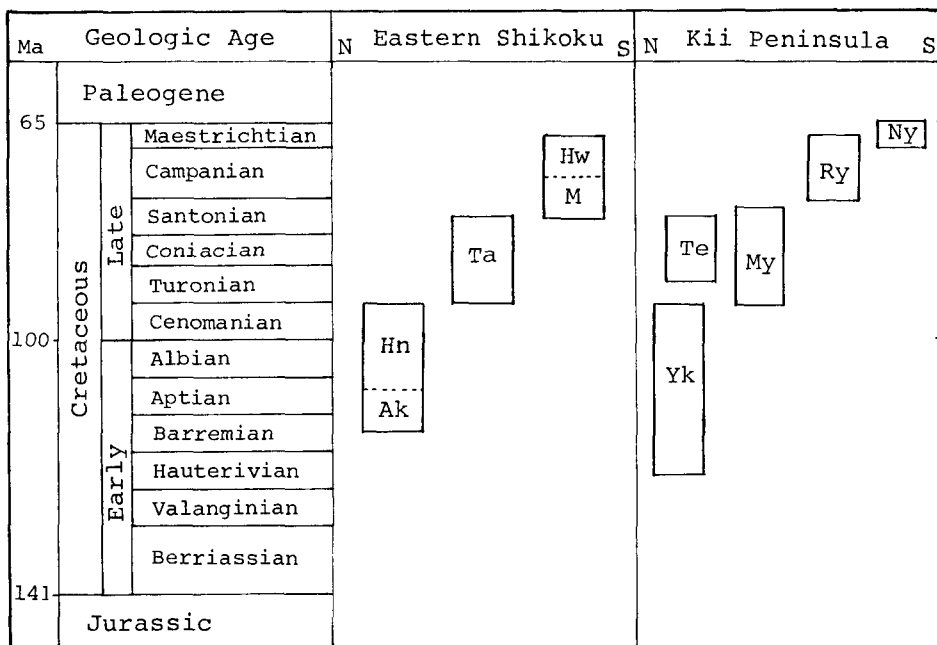 Ma Geologic Age N Eastern Shikoku S N Kii Peninsula S
Paleogene
65
Maestrichtian
Campanian
Santonian
Coniacian
Turonian
Cenomanian
100
Albian
Aptian
Barremian
Hauterivian
Valanginian
Berriassian
141
Jurassic
Cretaceous
Late
Early
Hw
M
Ta
Hn
Ak
Ny
Ry
Te
My
Yk